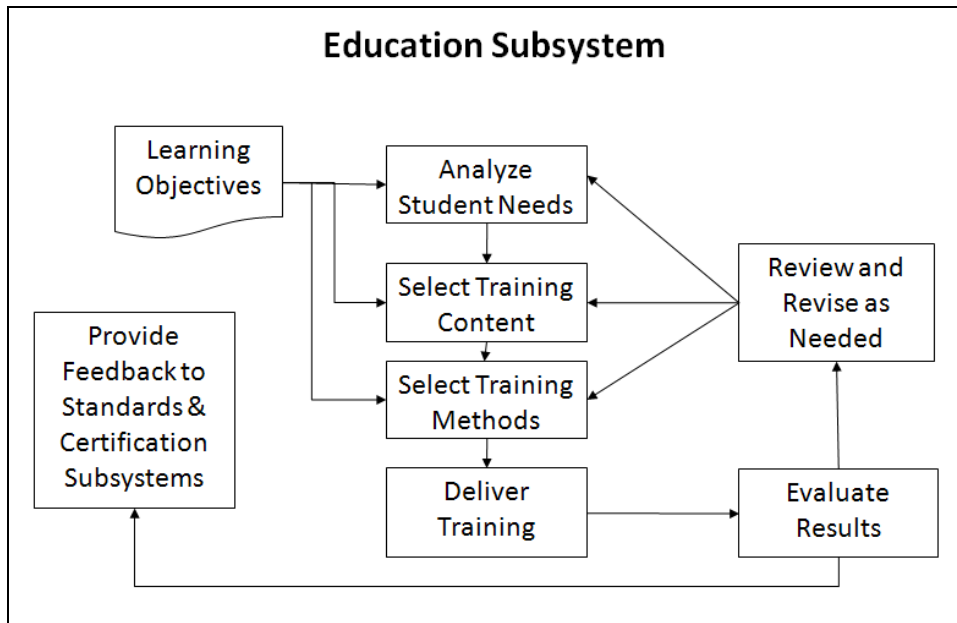 Education Subsystem
Learning
Objectives
Analyze
Student Needs
Select Training
Content
Review and
Revise as
Needed
Provide
Feedback to
Standards &
Certification
Subsystems
Select Training
Methods
Deliver
Training
Evaluate
Results